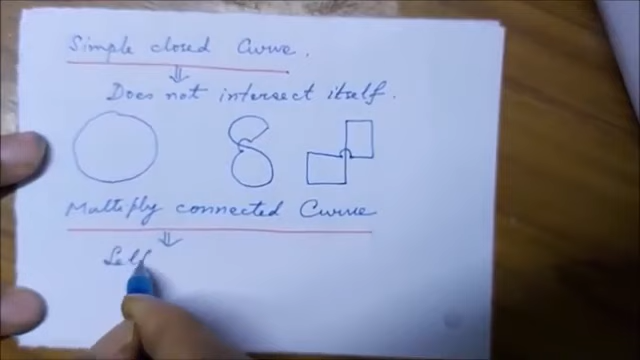 Simple closed Curve.
Does not intersect itself.
Multiply connected Curve
Self